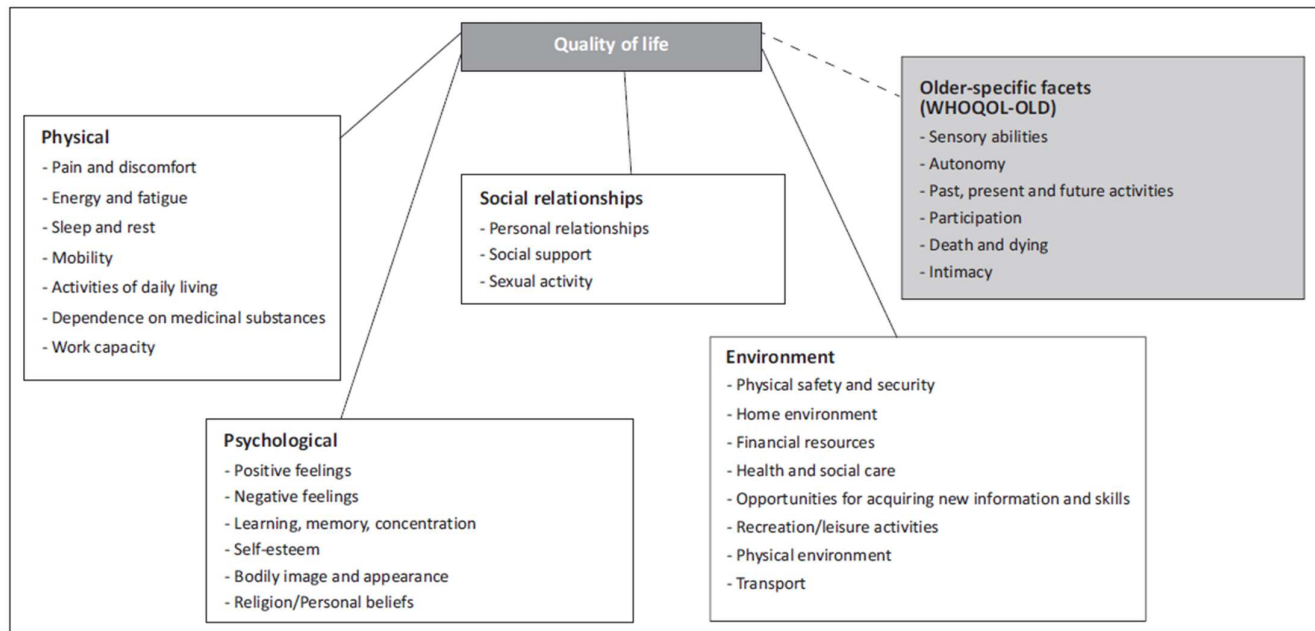 Quality of life
Physical
- Pain and discomfort
- Energy and fatigue
- Sleep and rest
- Mobility
- Activities of daily living
- Dependence on medicinal substances
- Work capacity
Psychological
- Positive feelings
- Negative feelings
- Learning, memory, concentration
- Self-esteem
- Bodily image and appearance
- Religion/Personal beliefs
Social relationships
- Personal relationships
- Social support
- Sexual activity
Environment
- Physical safety and security
- Home environment
- Financial resources
- Health and social care
- Opportunities for acquiring new information and skills
- Recreation/leisure activities
- Physical environment
- Transport
Older-specific facets
(WHOQOL-OLD)
- Sensory abilities
- Autonomy
- Past, present and future activities
- Participation
- Death and dying
- Intimacy